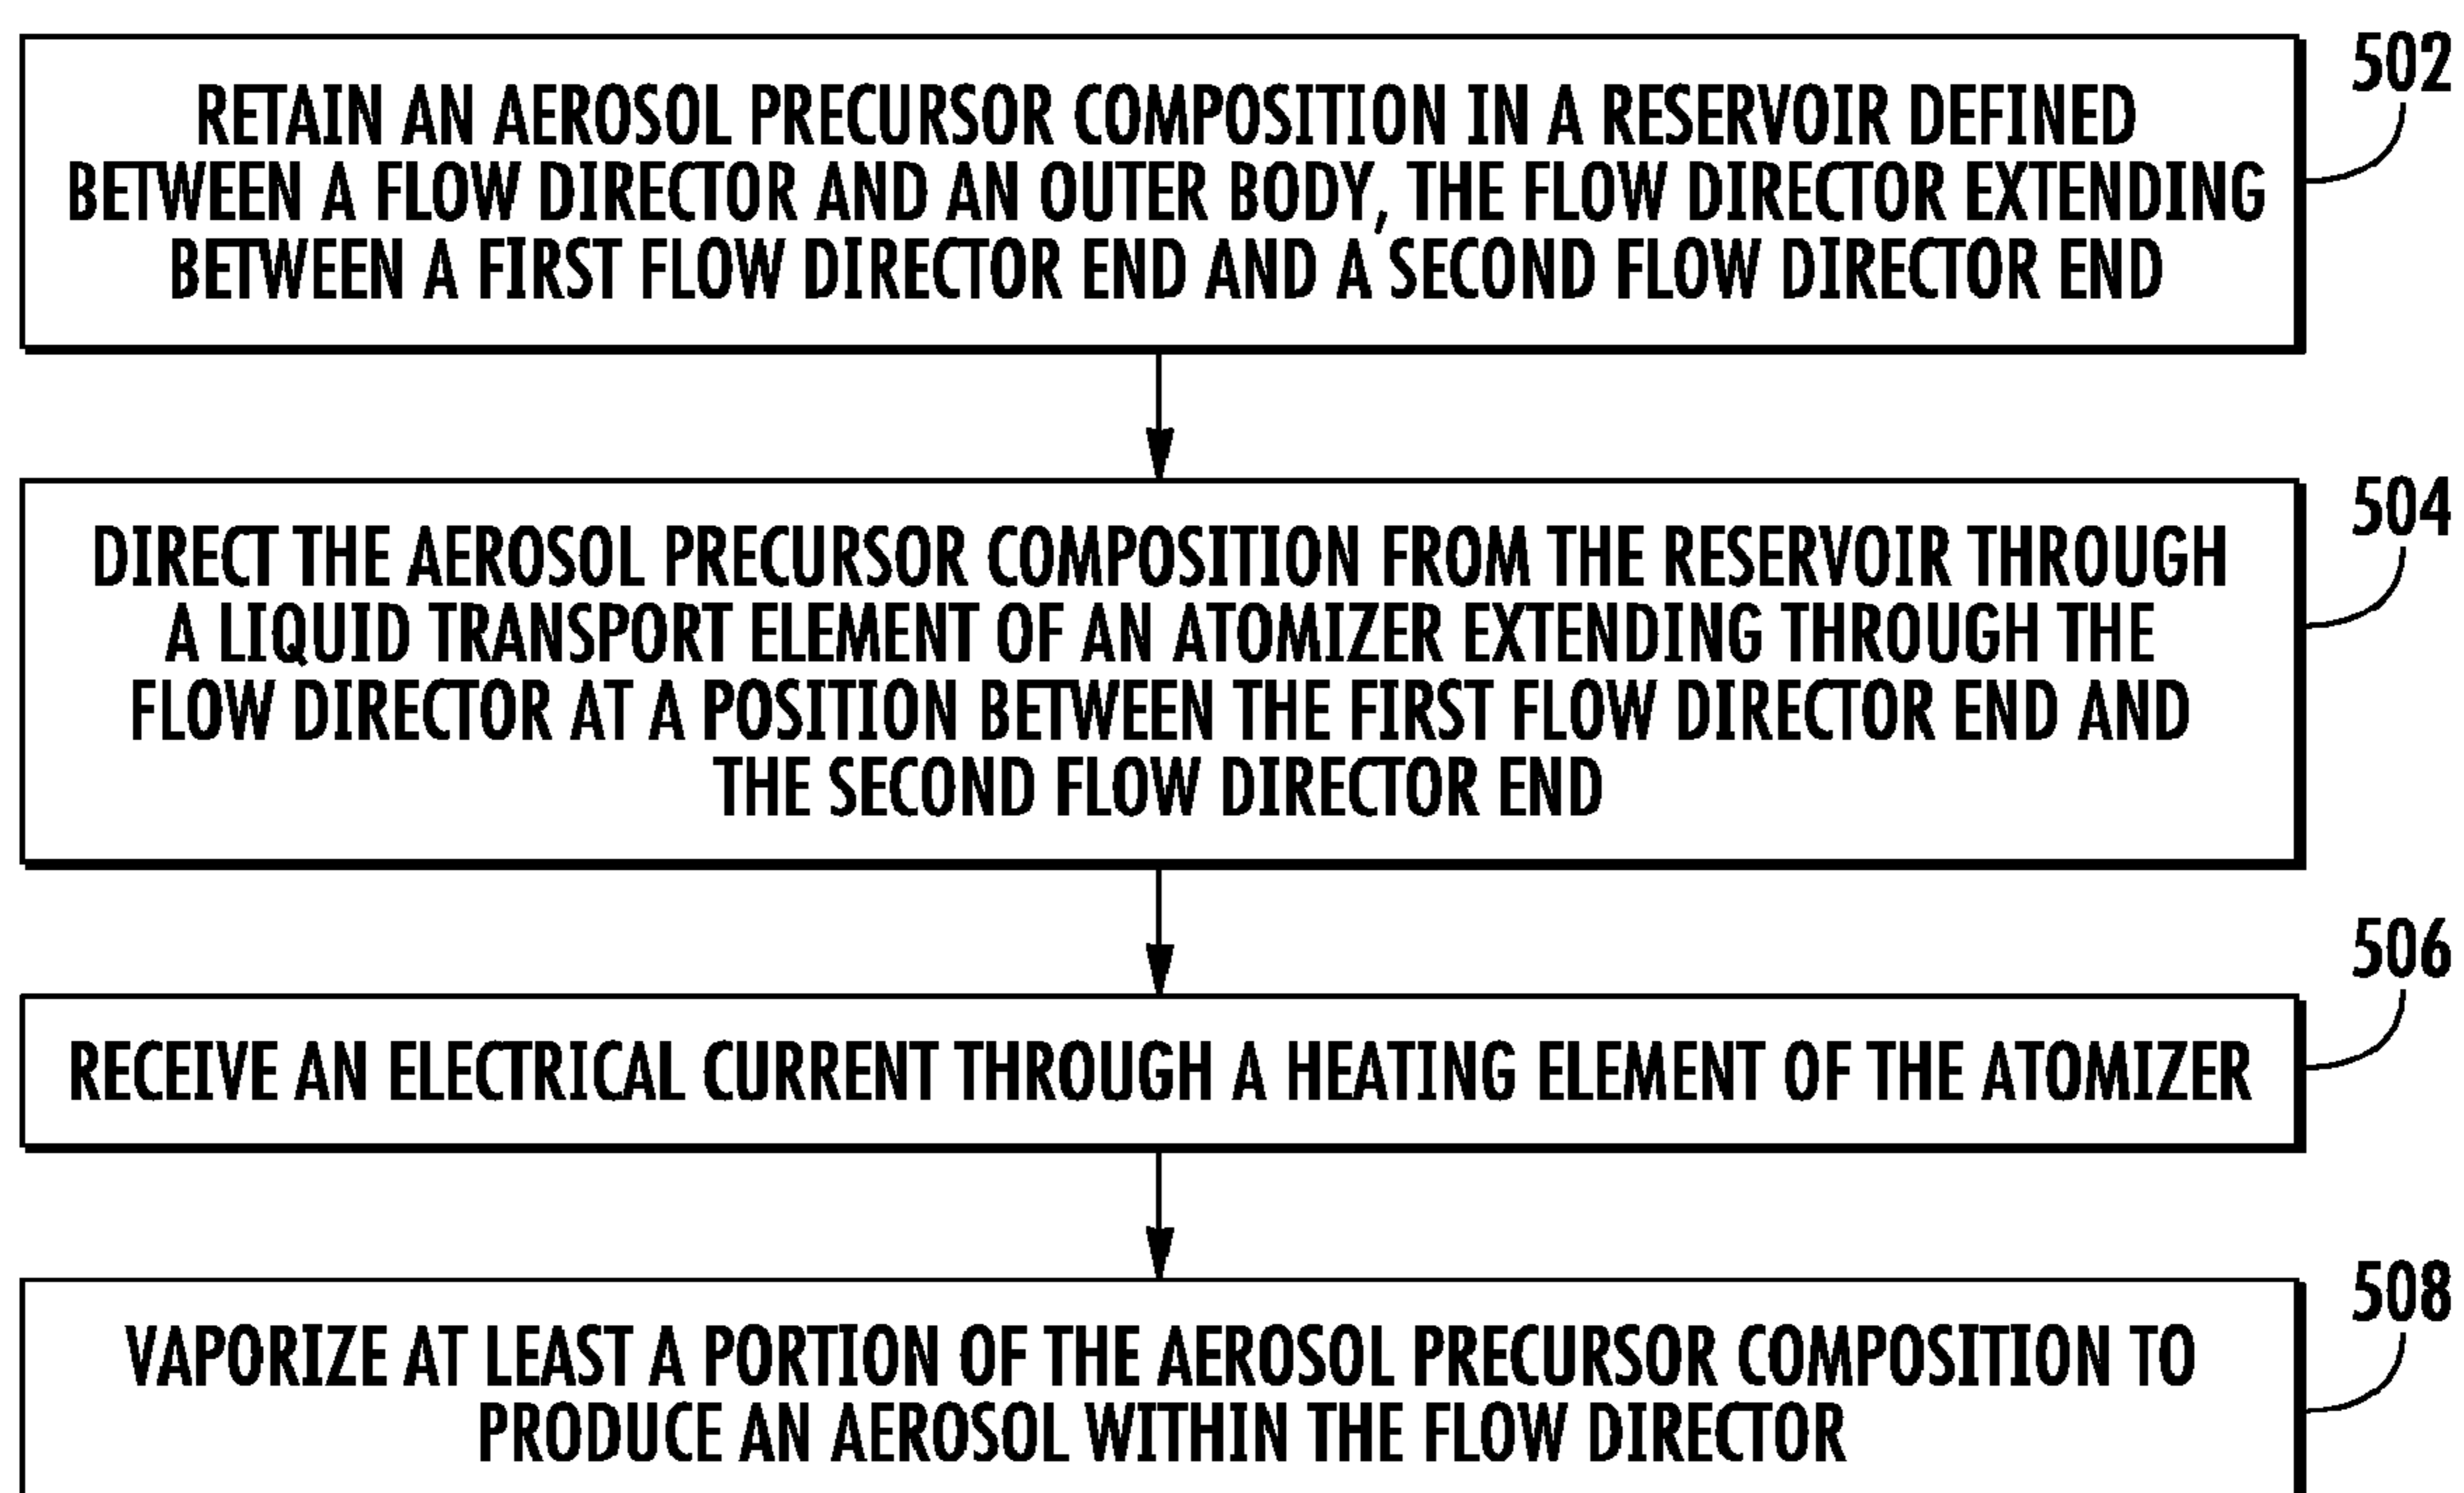 502
RETAIN AN AEROSOL PRECURSOR COMPOSITION IN A RESERVOIR DEFINED
BETWEEN A FLOW DIRECTOR AND AN OUTER BODY, THE FLOW DIRECTOR EXTENDING
BETWEEN A FIRST FLOW DIRECTOR END AND A SECOND FLOW DIRECTOR END
504
DIRECT THE AEROSOL PRECURSOR COMPOSITION FROM THE RESERVOIR THROUGH
A LIQUID TRANSPORT ELEMENT OF AN ATOMIZER EXTENDING THROUGH THE
FLOW DIRECTOR AT A POSITION BETWEEN THE FIRST FLOW DIRECTOR END AND
THE SECOND FLOW DIRECTOR END
506
RECEIVE AN ELECTRICAL CURRENT THROUGH A HEATING ELEMENT OF THE ATOMIZER
508
VAPORIZE AT LEAST A PORTION OF THE AEROSOL PRECURSOR COMPOSITION TO
PRODUCE AN AEROSOL WITHIN THE FLOW DIRECTOR